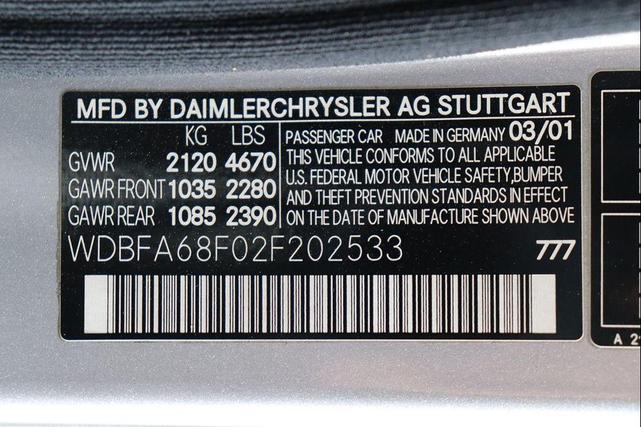 MFD BY DAIMLERCHRYSLER AG STUTTGART
KG LBS
GVWR 2120 4670
GAWR FRONT 1035 2280
GAWR REAR 1085 2390
PASSENGER CAR MADE IN GERMANY 03/01
THIS VEHICLE CONFORMS TO ALL APPLICABLE
U.S. FEDERAL MOTOR VEHICLE SAFETY, BUMPER
AND THEFT PREVENTION STANDARDS IN EFFECT
ON THE DATE OF MANUFACTURE SHOWN ABOVE
WDBFA68F02F202533 777
A 2